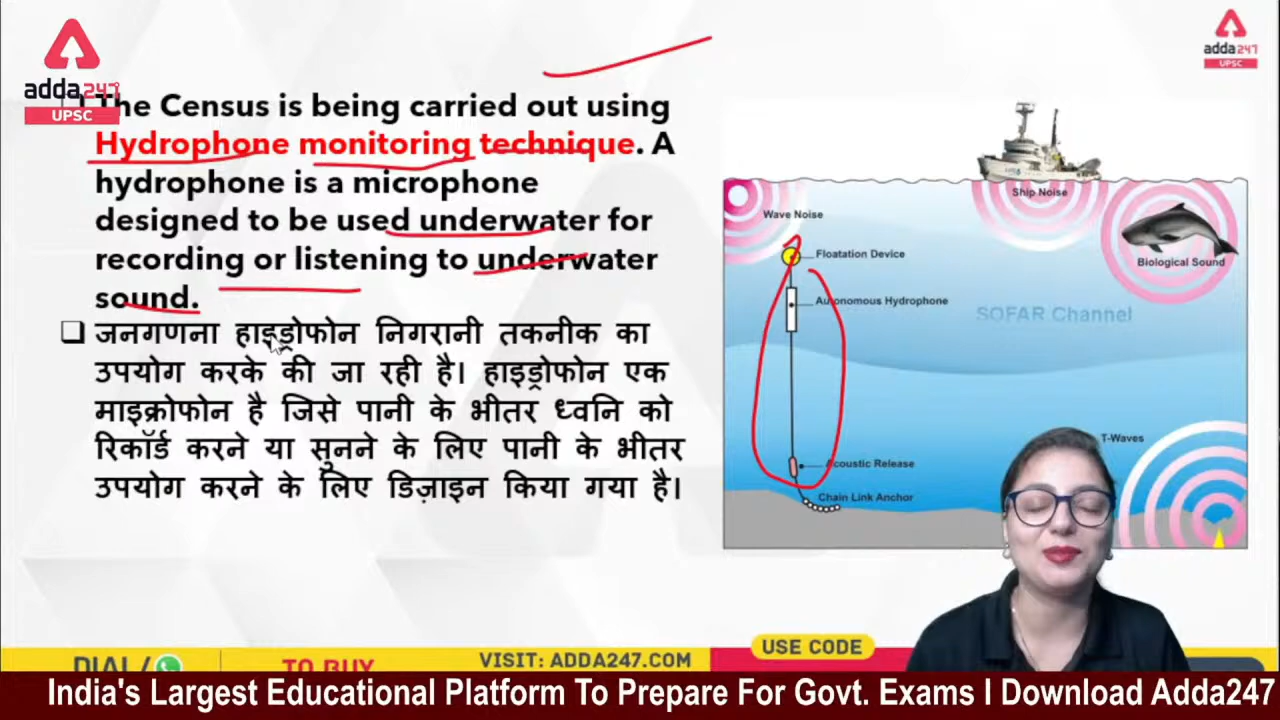 adda247
UPSC
adda247
UPSC
The Census is being carried out using
Hydrophone monitoring technique. A
hydrophone is a microphone
designed to be used underwater for
recording or listening to underwater
sound.
जनगणना हाइड्रोफोन निगरानी तकनीक का
उपयोग करके की जा रही है। हाइड्रोफोन एक
माइक्रोफोन है जिसे पानी के भीतर ध्वनि को
रिकॉर्ड करने या सुनने के लिए पानी के भीतर
उपयोग करने के लिए डिज़ाइन किया गया है।
Ship Noise
Wave Noise
Floatation Device
Biological Sound
Autonomous Hydrophone
SOFAR Channel
T-Waves
Acoustic Release
Chain Link Anchor
USE CODE
DIAL/
TO BUY
VISIT: ADDA247.COM
India's Largest Educational Platform To Prepare For Govt. Exams I Download Adda247